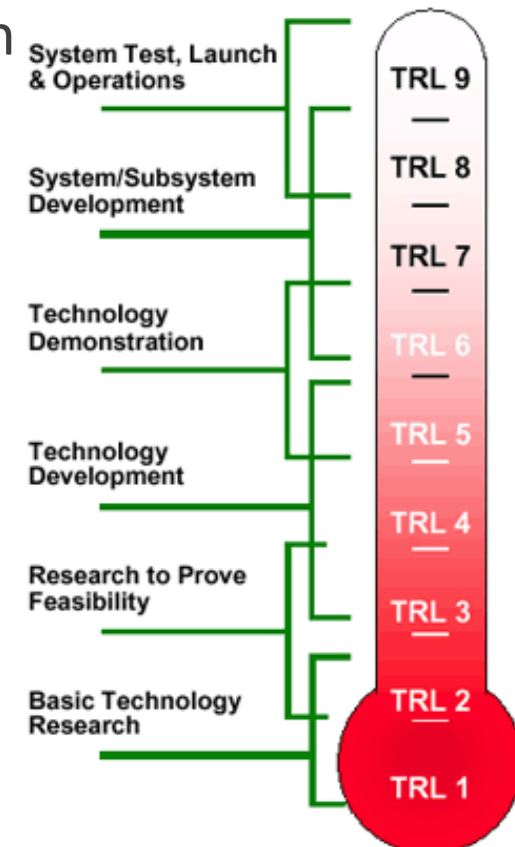 n
System Test, Launch
& Operations
System/Subsystem
Development
Technology
Demonstration
Technology
Development
Research to Prove
Feasibility
Basic Technology
Research
TRL 9
TRL 8
TRL 7
TRL 6
TRL 5
TRL 4
TRL 3
TRL 2
TRL 1